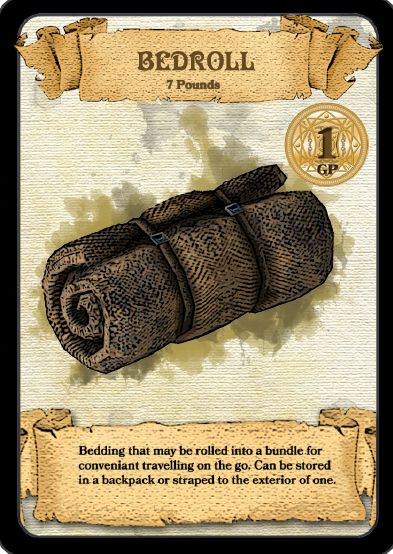 BEDROLL
7 Pounds
1
GP
Bedding that may be rolled into a bundle for
conveniant travelling on the go. Can be stored
in a backpack or straped to the exterior of one.